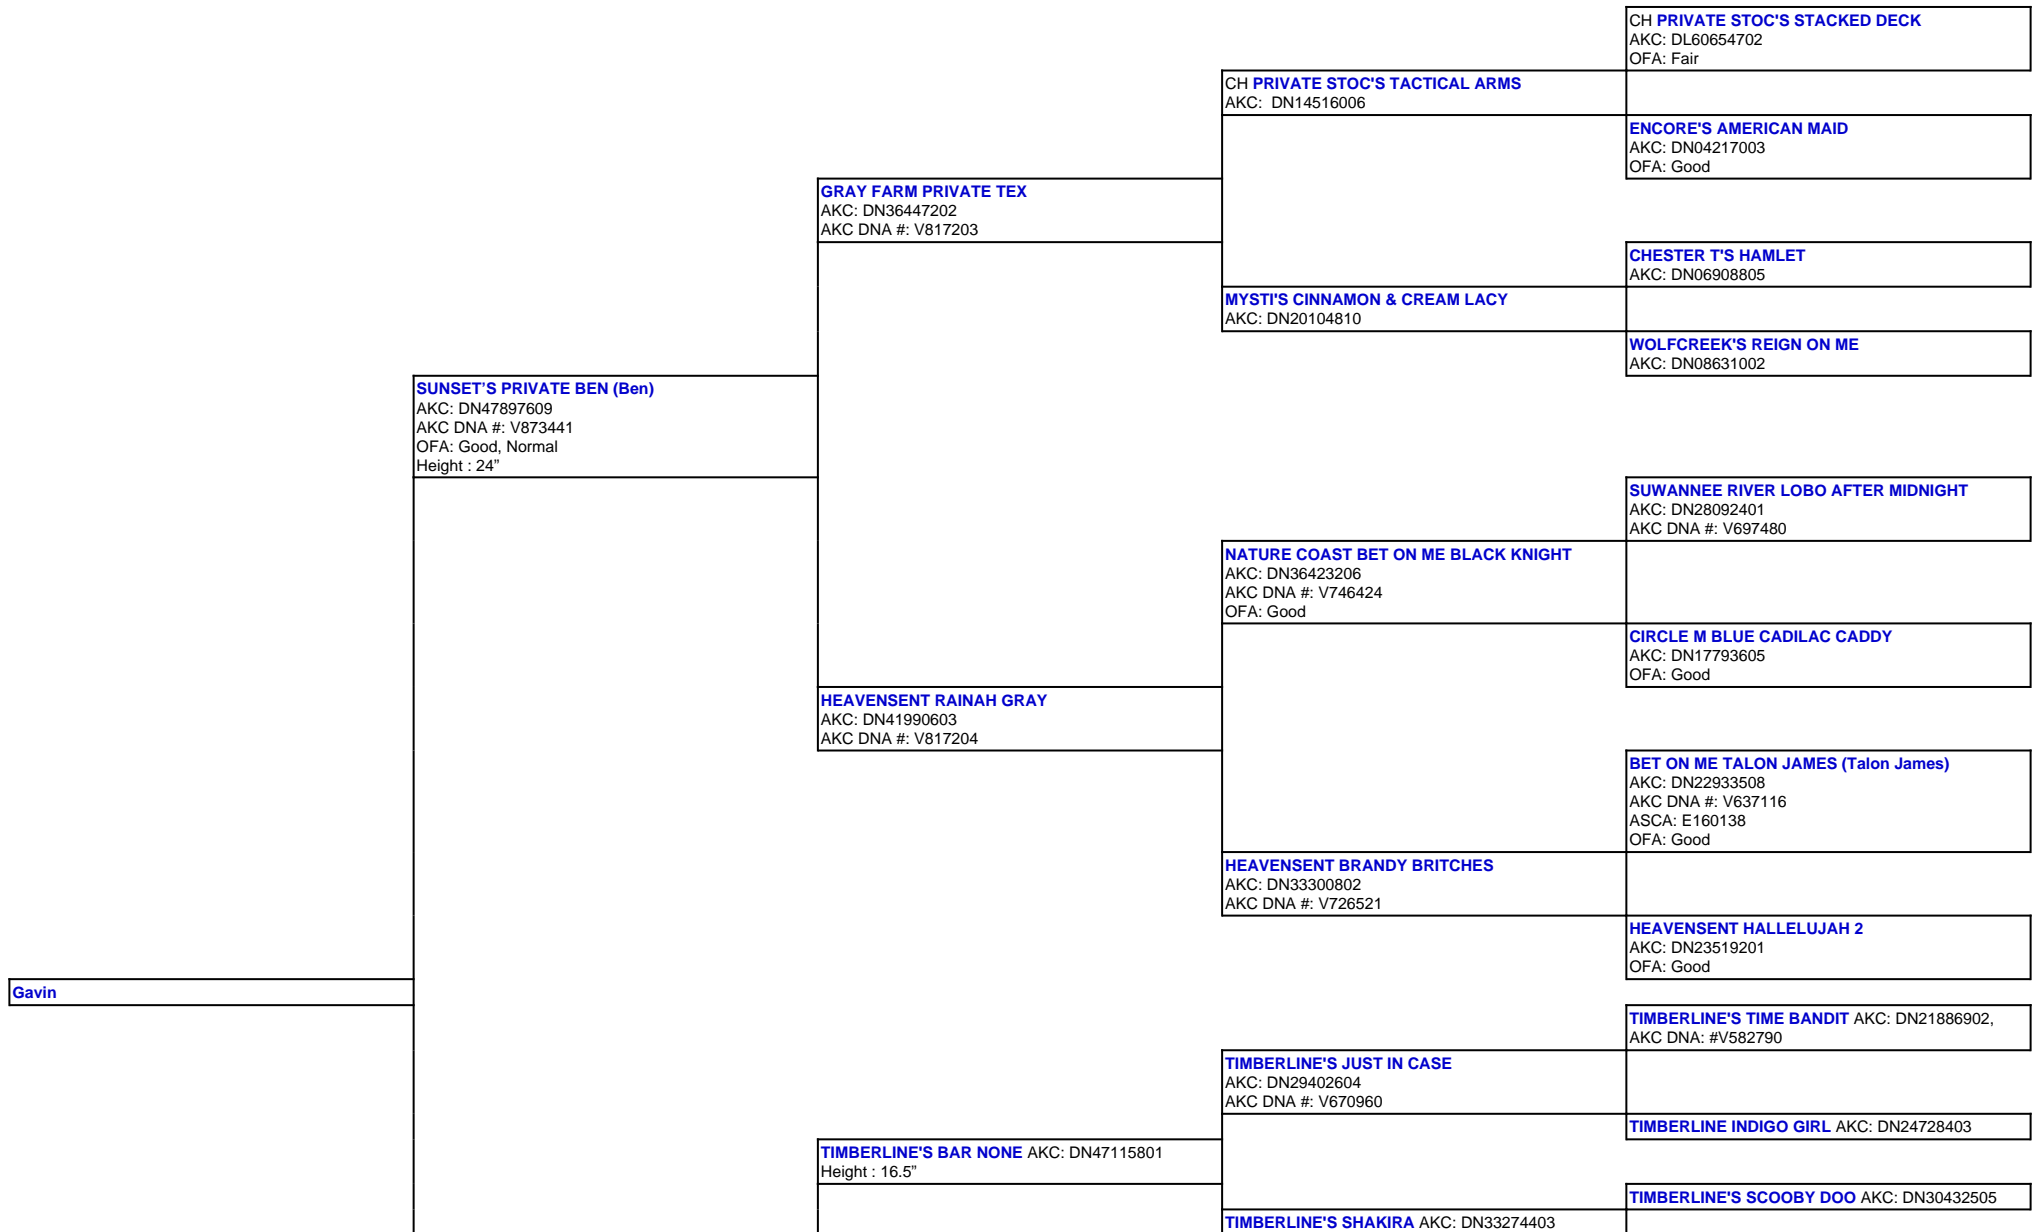 CH PRIVATE STOC'S STACKED DECK
AKC: DL60654702
OFA: Fair
CH PRIVATE STOC'S TACTICAL ARMS
AKC:  DN14516006
ENCORE'S AMERICAN MAID
AKC: DN04217003
OFA: Good
GRAY FARM PRIVATE TEX
AKC: DN36447202
AKC DNA #: V817203
CHESTER T'S HAMLET
AKC: DN06908805
MYSTI'S CINNAMON & CREAM LACY
AKC: DN20104810
WOLFCREEK'S REIGN ON ME
AKC: DN08631002
SUNSET’S PRIVATE BEN (Ben)
AKC: DN47897609
AKC DNA #: V873441
OFA: Good, Normal
Height : 24”
SUWANNEE RIVER LOBO AFTER MIDNIGHT
AKC: DN28092401
AKC DNA #: V697480
NATURE COAST BET ON ME BLACK KNIGHT
AKC: DN36423206
AKC DNA #: V746424
OFA: Good
CIRCLE M BLUE CADILAC CADDY
AKC: DN17793605
OFA: Good
HEAVENSENT RAINAH GRAY
AKC: DN41990603
AKC DNA #: V817204
BET ON ME TALON JAMES (Talon James)
AKC: DN22933508
AKC DNA #: V637116
ASCA: E160138
OFA: Good
HEAVENSENT BRANDY BRITCHES
AKC: DN33300802
AKC DNA #: V726521
HEAVENSENT HALLELUJAH 2
AKC: DN23519201
OFA: Good
Gavin
TIMBERLINE'S TIME BANDIT AKC: DN21886902,
AKC DNA: #V582790
TIMBERLINE'S JUST IN CASE
AKC: DN29402604
AKC DNA #: V670960
TIMBERLINE INDIGO GIRL AKC: DN24728403
TIMBERLINE'S BAR NONE AKC: DN47115801
Height : 16.5”
TIMBERLINE'S SCOOBY DOO AKC: DN30432505
TIMBERLINE'S SHAKIRA AKC: DN33274403